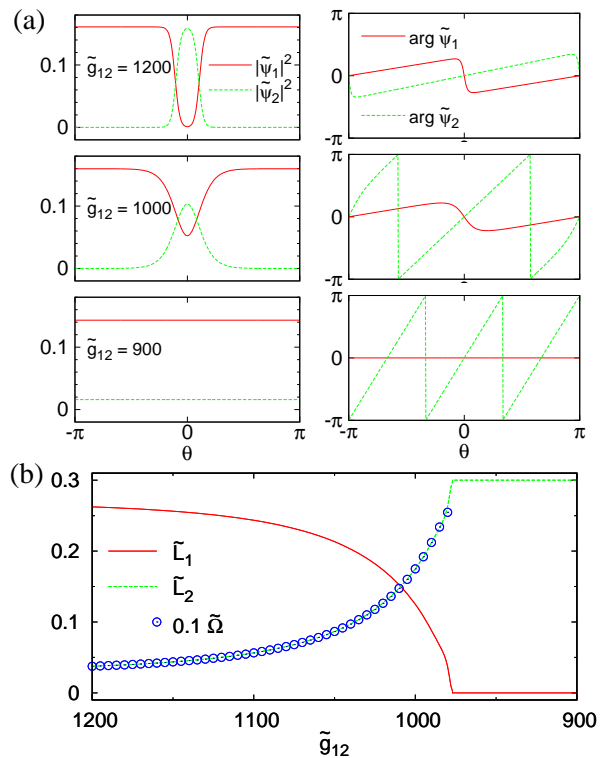 (a)
0.1
0
g̃₁₂ = 1200
|ψ̃₁|²
|ψ̃₂|²
π
0
-π
arg ψ̃₁
arg ψ̃₂
θ
0.1
0
g̃₁₂ = 1000
π
0
-π
θ
0.1
0
g̃₁₂ = 900
-π 0 π
θ
π
0
-π
-π 0 π
θ
(b)
0.3
0.2
0.1
0
L̃₁
L̃₂
0.1 Ω̃
1200 1100 1000 900
g̃₁₂